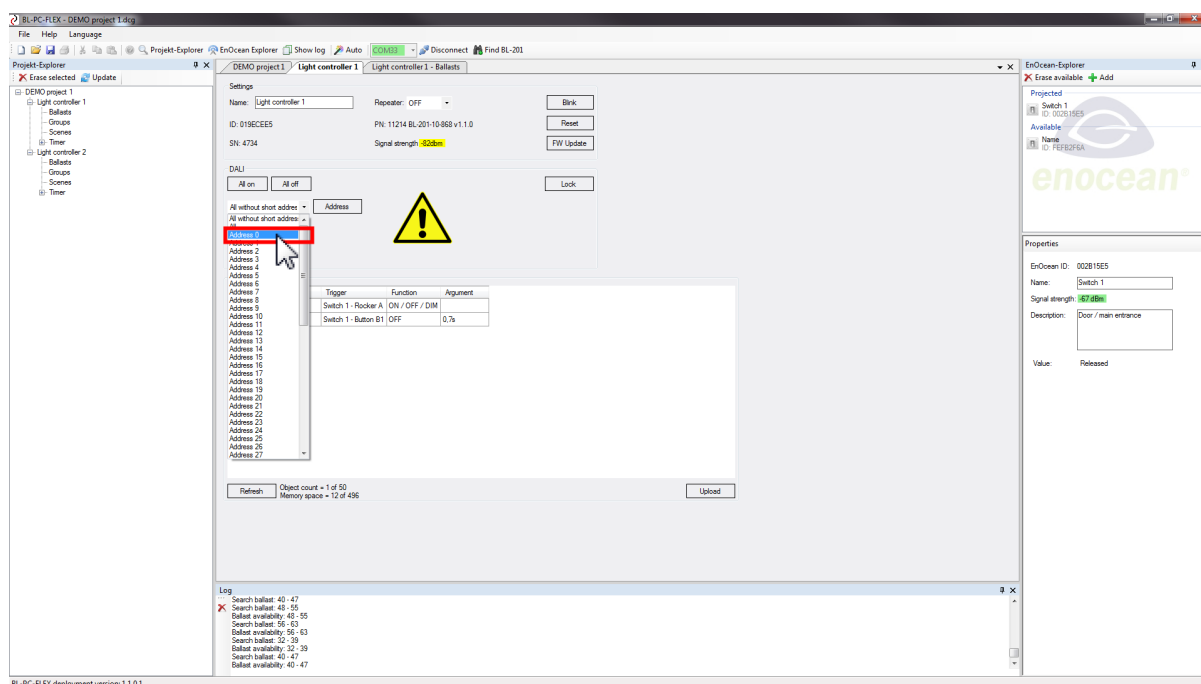 BL-PC-FLEX - DEMO project 1.dcg
File Help Language
Projekt-Explorer EnOcean Explorer Show log Auto COM33 Disconnect Find BL-201
Projekt-Explorer
Erase selected Update
DEMO project 1
Light controller 1
Ballasts
Groups
Scenes
Timer
Light controller 2
Ballasts
Groups
Scenes
Timer
DEMO project 1 Light controller 1 Light controller 1 - Ballasts
Settings
Name: Light controller 1 Repeater: OFF Blink
ID: 019ECEE5 PN: 11214 BL-201-10-868 v1.1.0 Reset
SN: 4734 Signal strength -82dbm FW Update
DALI
All on All off Lock
All without short addres Address
All without short addres
All
Address 0
Address 1
Address 2
Address 3
Address 4
Address 5
Address 6
Address 7
Address 8
Address 9
Address 10
Address 11
Address 12
Address 13
Address 14
Address 15
Address 16
Address 17
Address 18
Address 19
Address 20
Address 21
Address 22
Address 23
Address 24
Address 25
Address 26
Address 27
Trigger Function Argument
Switch 1 - Rocker A ON / OFF / DIM
Switch 1 - Button B1 OFF 0,7s
Refresh Object count = 1 of 50 Upload
Memory space = 12 of 496
Log
Search ballast: 40 - 47
Search ballast: 48 - 55
Ballast availability: 48 - 55
Search ballast: 56 - 63
Ballast availability: 56 - 63
Search ballast: 32 - 39
Ballast availability: 32 - 39
Search ballast: 40 - 47
Ballast availability: 40 - 47
EnOcean-Explorer
Erase available Add
Projected
Switch 1
ID: 002B15E5
Available
Name
ID: FEFB2F6A
enocean®
Properties
EnOcean ID: 002B15E5
Name: Switch 1
Signal strength: -67 dBm
Description: Door / main entrance
Value: Released
BL-PC-FLEX deployment version: 1.1.0.1